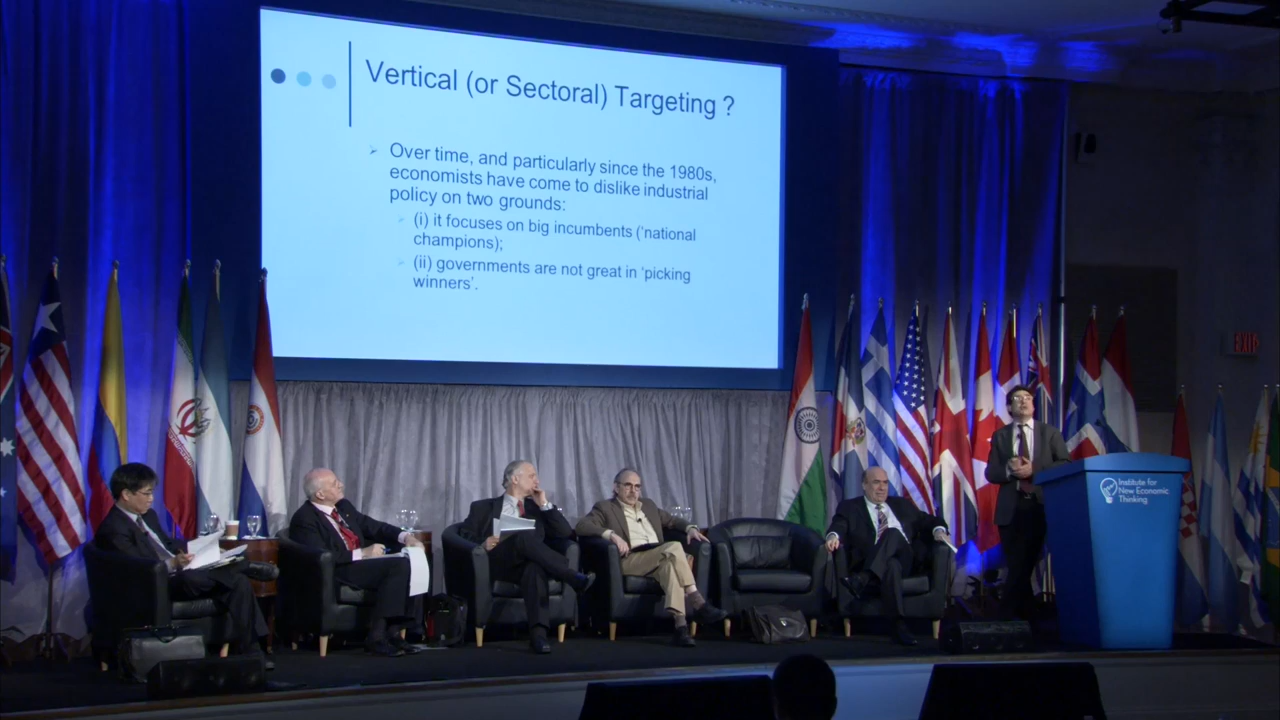 Vertical (or Sectoral) Targeting ?
Over time, and particularly since the 1980s,
economists have come to dislike industrial
policy on two grounds:
(i) it focuses on big incumbents ('national
champions);
(ii) governments are not great in 'picking
winners'.
EXIT
Institute for
New Economic
Thinking